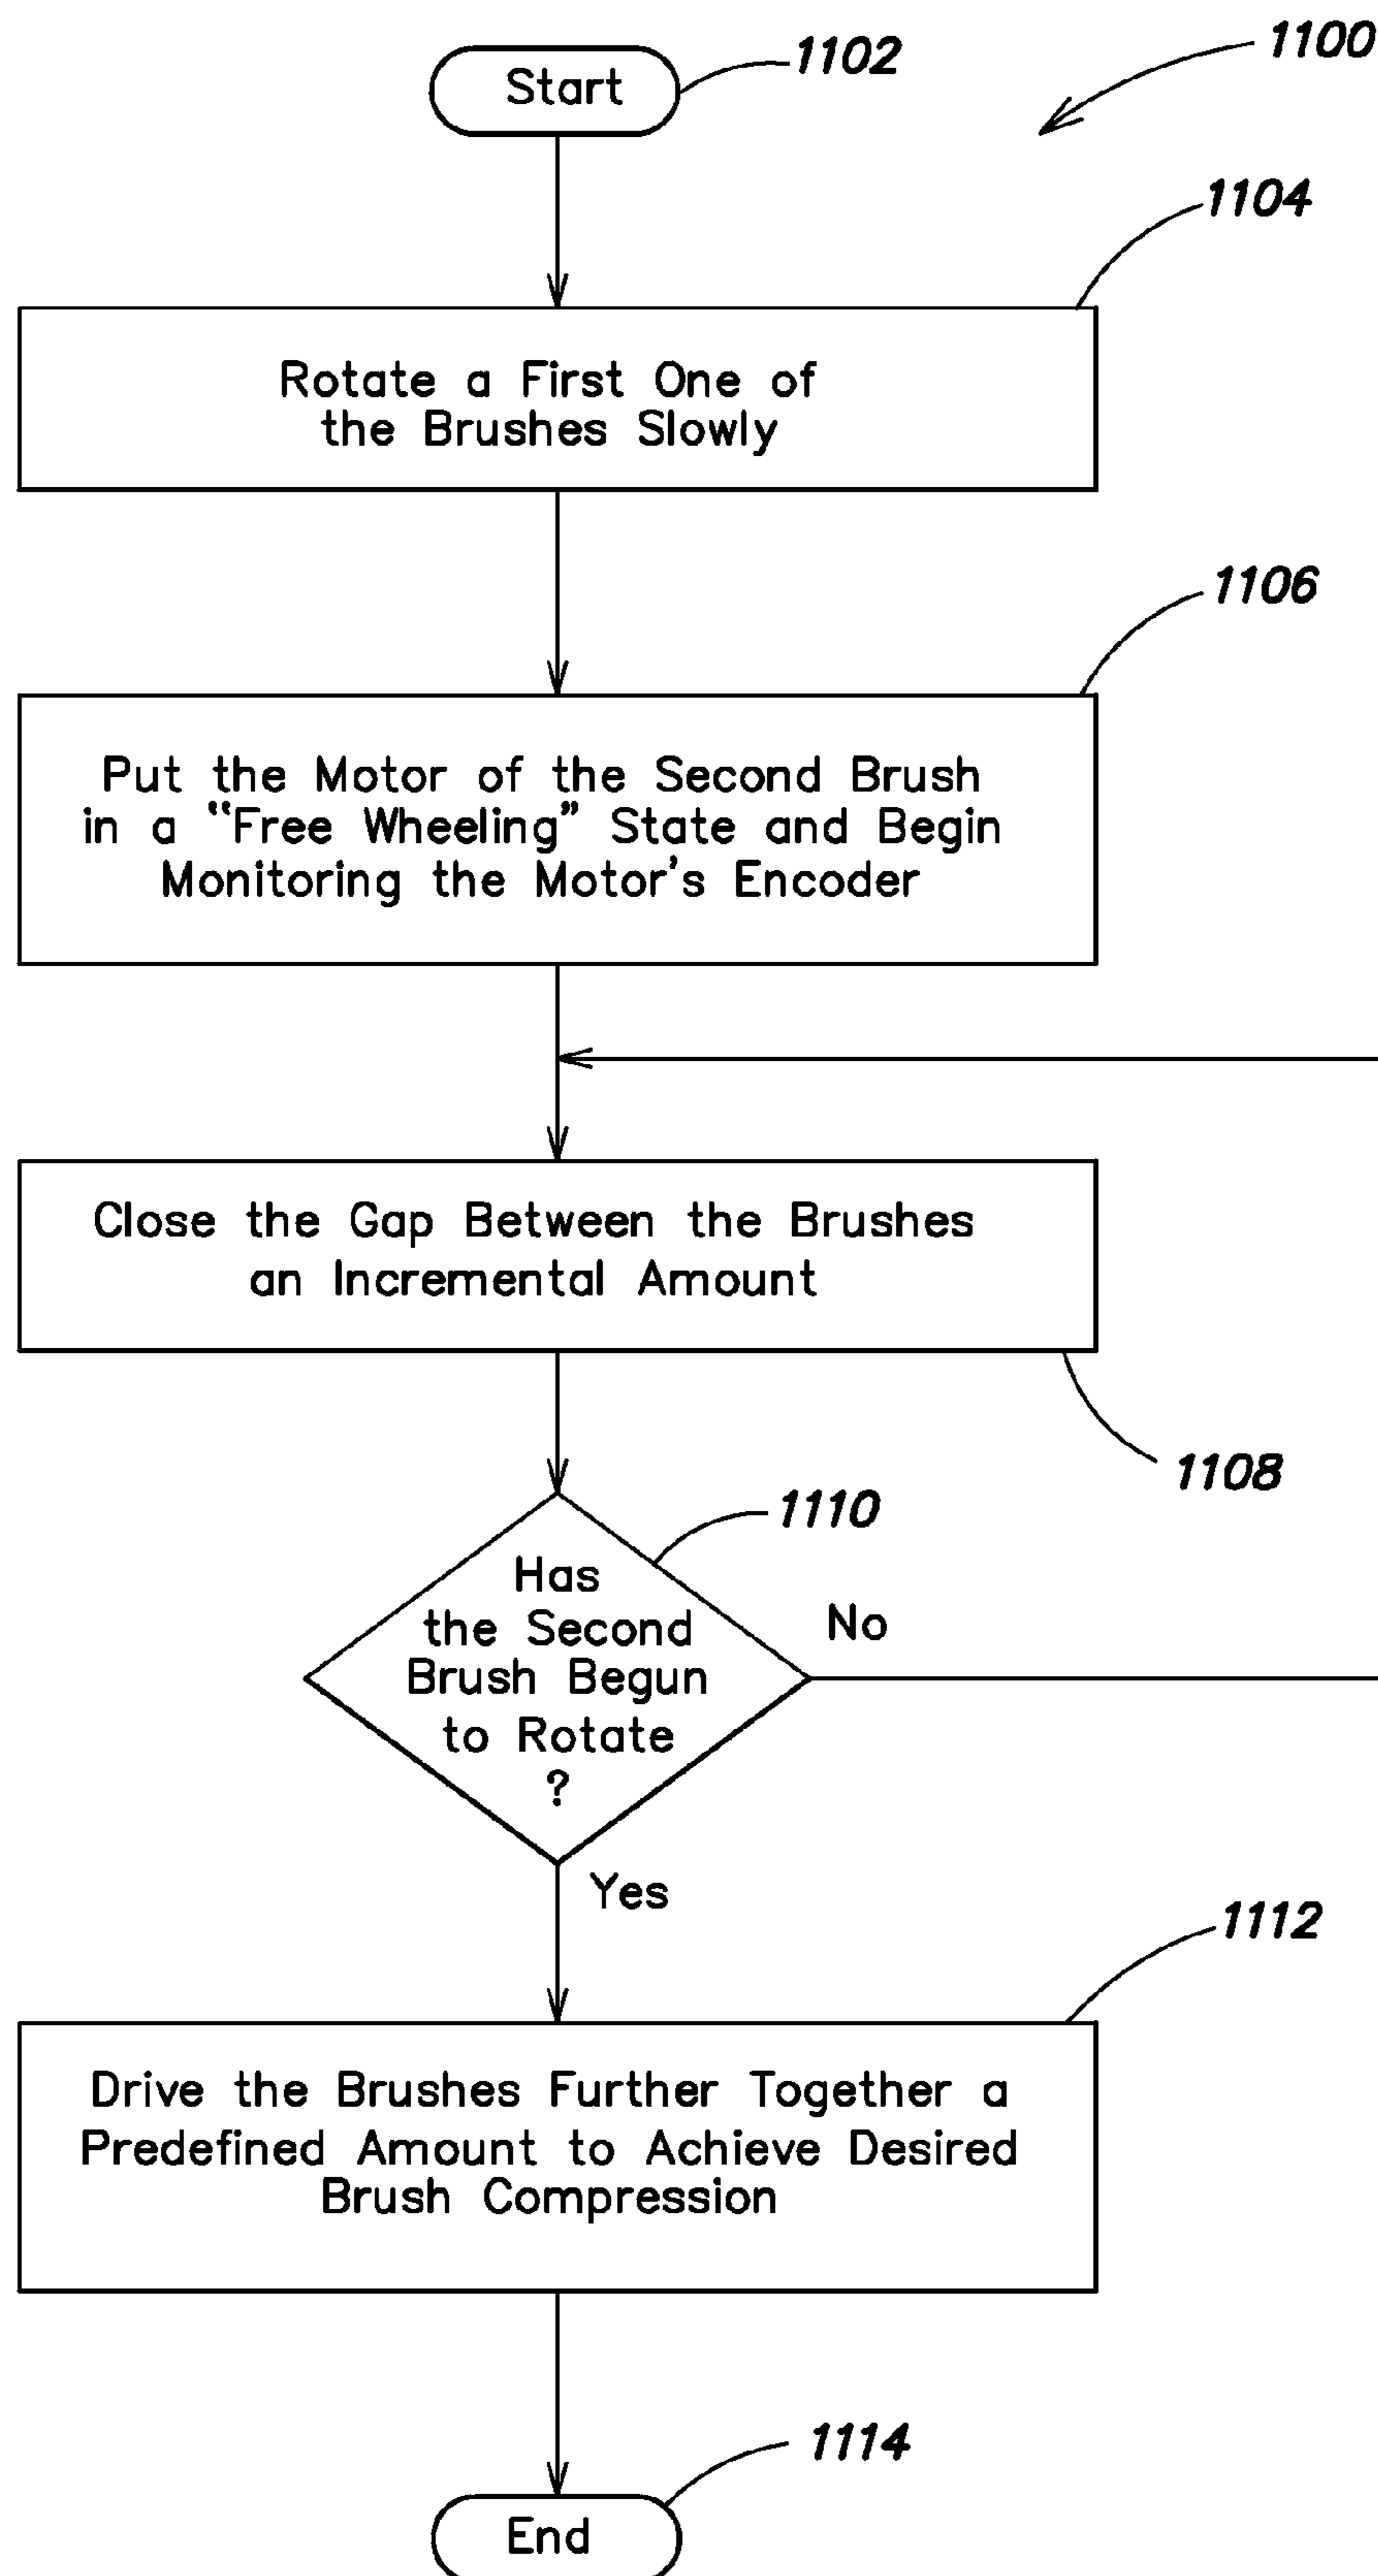 1100
Start
1102
1104
Rotate a First One of
the Brushes Slowly
1106
Put the Motor of the Second Brush
in a “Free Wheeling” State and Begin
Monitoring the Motor's Encoder
Close the Gap Between the Brushes
an Incremental Amount
1108
1110
Has
the Second
Brush Begun
to Rotate
?
No
Yes
1112
Drive the Brushes Further Together a
Predefined Amount to Achieve Desired
Brush Compression
1114
End